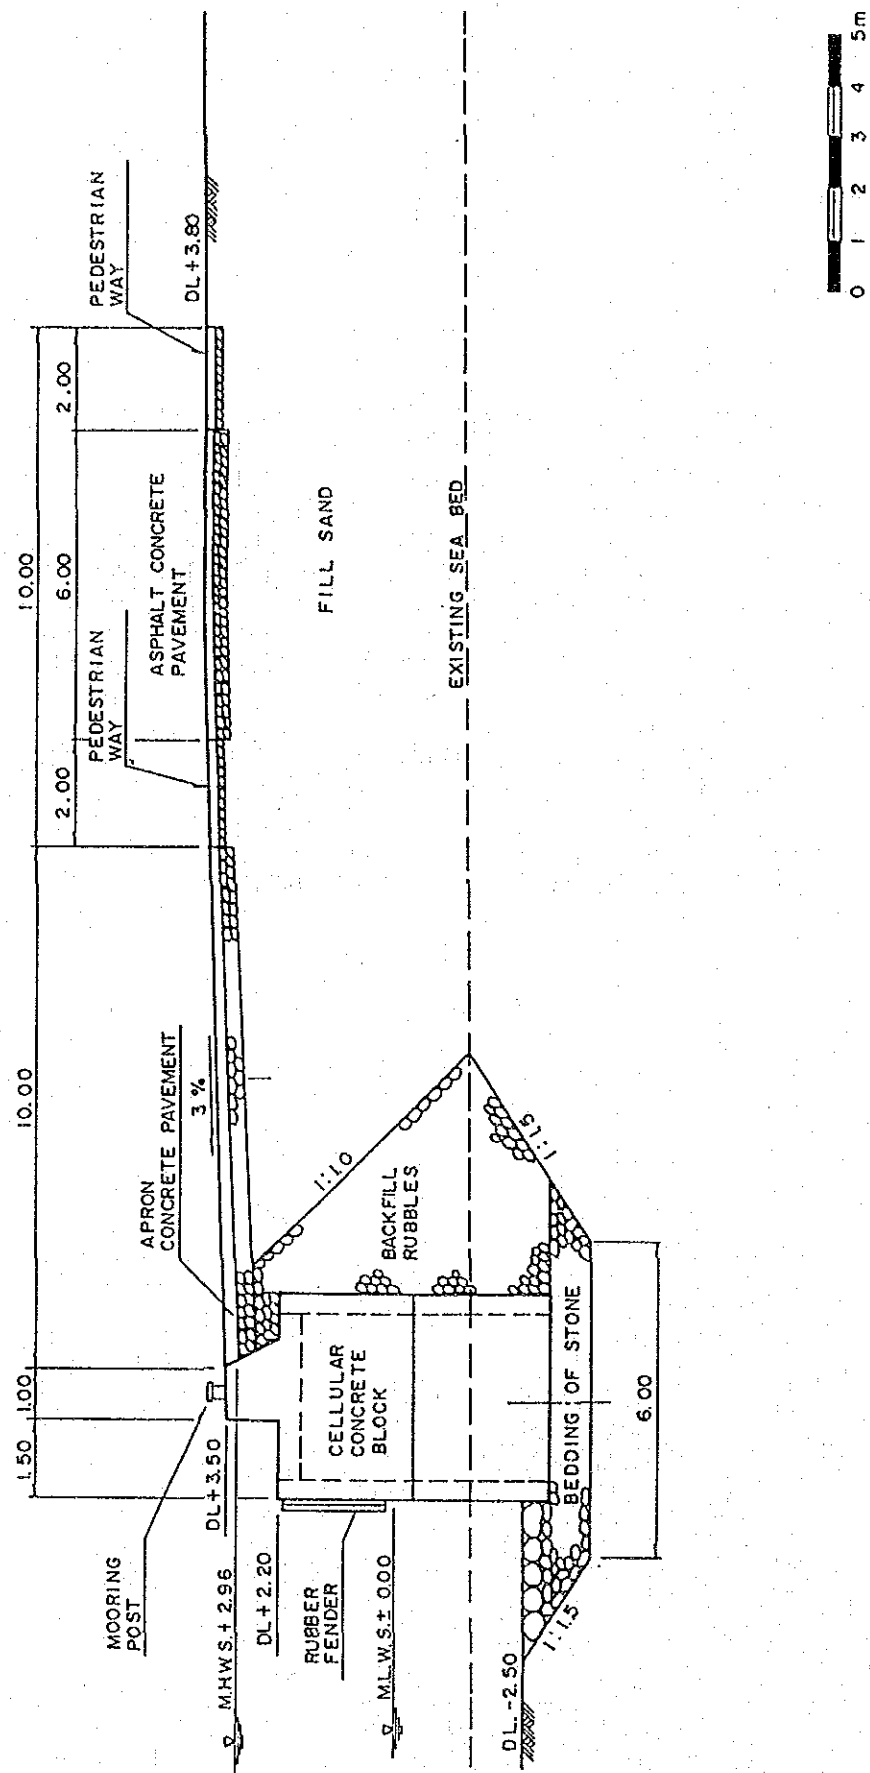 10.00
10.00
2.00
6.00
2.00
1.00
1.50
PEDESTRIAN
WAY
DL+3.80
ASPHALT CONCRETE
PAVEMENT
PEDESTRIAN
WAY
APRON
CONCRETE PAVEMENT
3 %
MOORING
POST
DL+3.50
M.H.W.S.+ 2.96
DL+ 2.20
RUBBER
FENDER
M.L.W.S.± 0.00
DL.-2.50
FILL SAND
EXISTING SEA BED
1:1.0
BACKFILL
RUBBLES
1:1.5
CELLULAR
CONCRETE
BLOCK
BEDDING OF STONE
1:1.5
6.00
0 1 2 3 4 5m